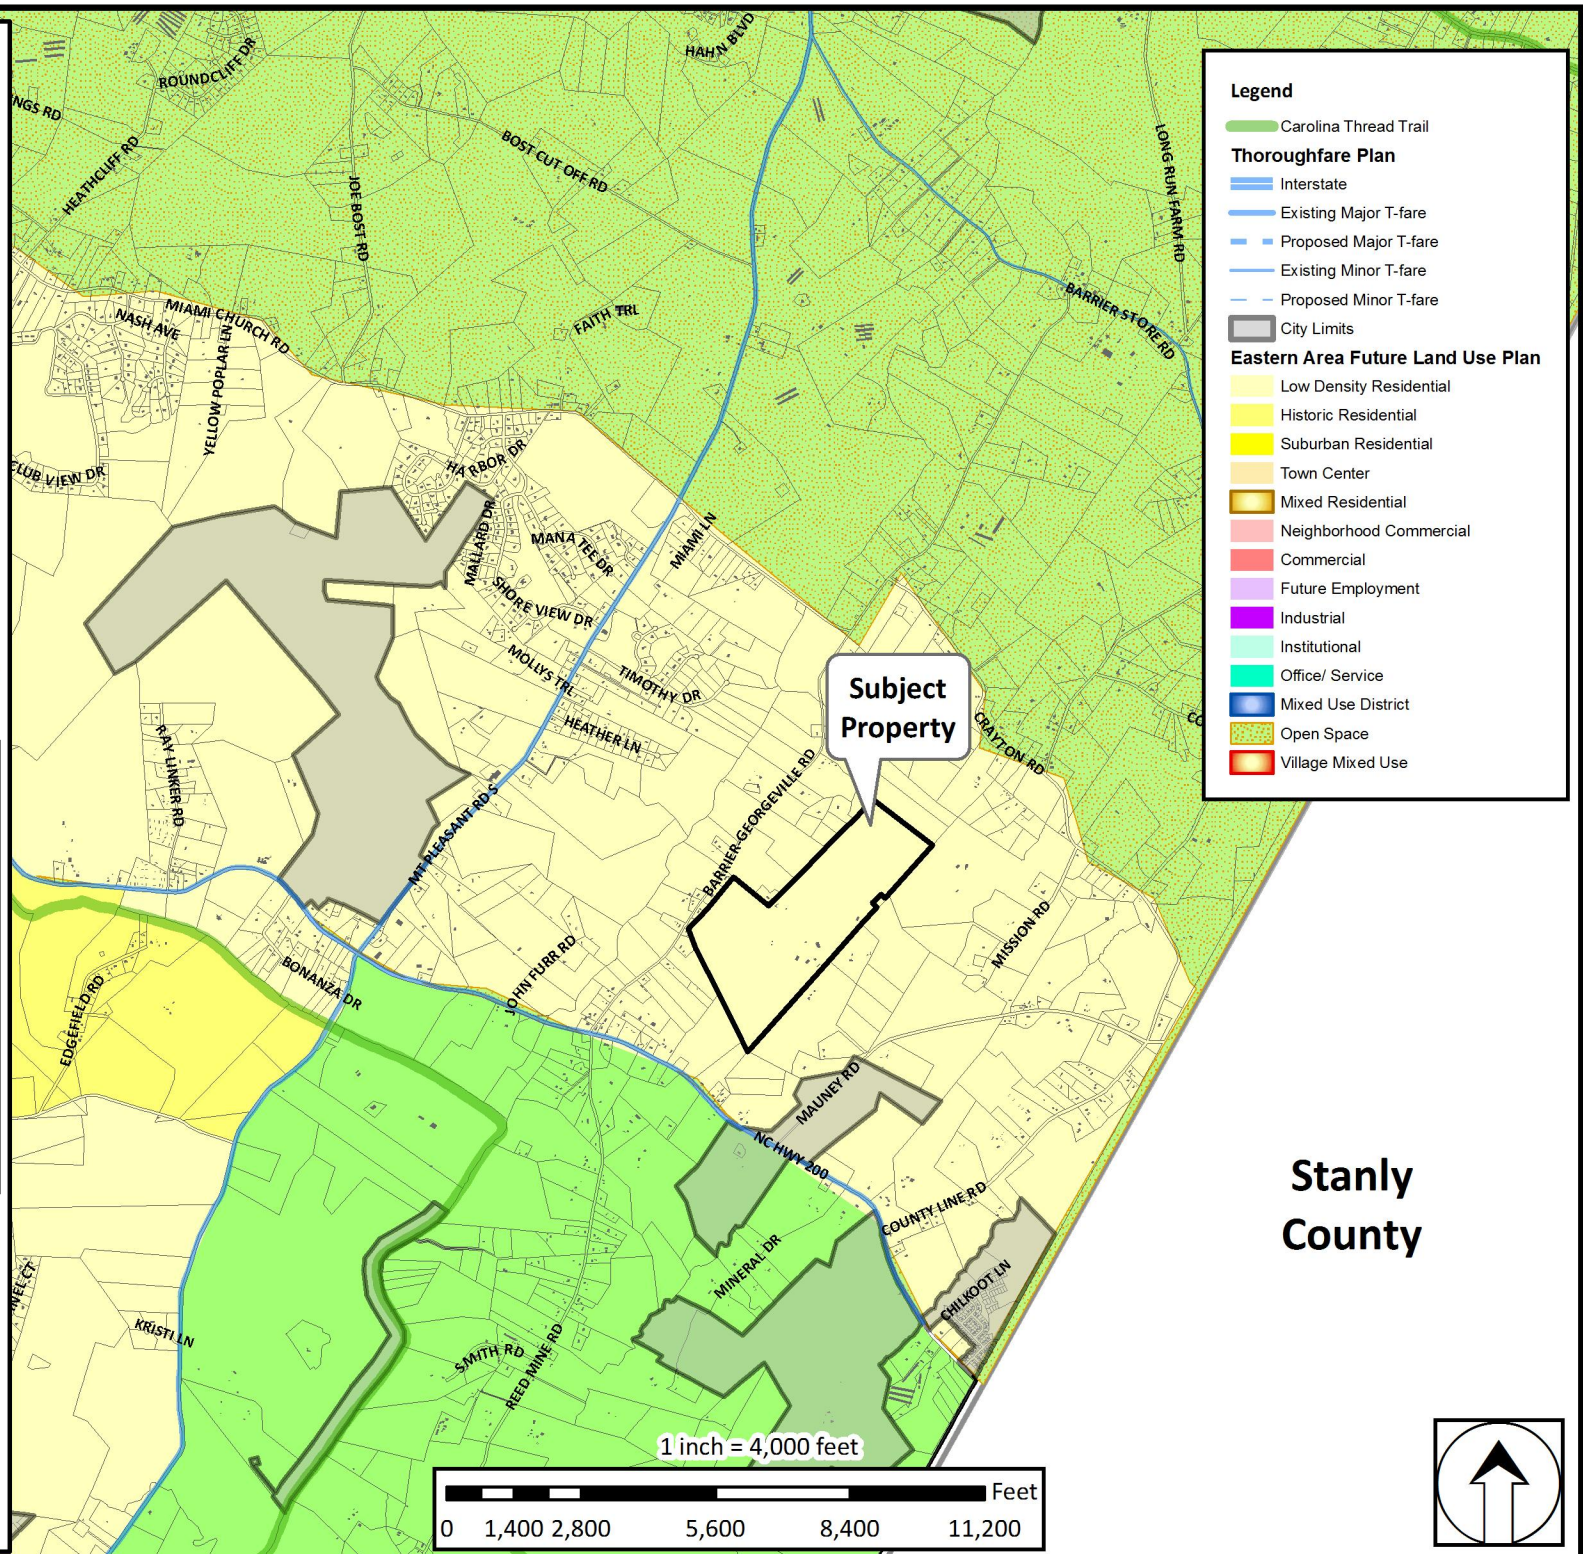 HAHN BLVD
ROUNDCLIFF DR
NGS RD
HEATHCLIFF RD
JOE BOST RD
BOST CUT OFF RD
LONG RUN FARM RD
BARRIER STORE RD
FAITH TRL
MIAMI CHURCH RD
NASH AVE
YELLOW POPLAR LN
CLUB VIEW DR
HARBOR DR
MALLARD DR
MANA TEE DR
MIAMI LN
SHORE VIEW DR
MOLLYS TRL
TIMOTHY DR
HEATHER LN
RAY LINKER RD
MT PLEASANT RD S
BARRIER-GEORGEVILLE RD
Subject
Property
CRAYTON RD
CO
MISSION RD
JOHN FURR RD
BONANZA DR
EDGEFIELD RD
MAUNEY RD
NC HWY 200
COUNTY LINE RD
MINERAL DR
CHILKOOT LN
NEL CT
KRISTI LN
SMITH RD
REED MINE RD
Legend
Carolina Thread Trail
Thoroughfare Plan
Interstate
Existing Major T-fare
Proposed Major T-fare
Existing Minor T-fare
Proposed Minor T-fare
City Limits
Eastern Area Future Land Use Plan
Low Density Residential
Historic Residential
Suburban Residential
Town Center
Mixed Residential
Neighborhood Commercial
Commercial
Future Employment
Industrial
Institutional
Office/ Service
Mixed Use District
Open Space
Village Mixed Use
Stanly
County
1 inch = 4,000 feet
Feet
0 1,400 2,800 5,600 8,400 11,200